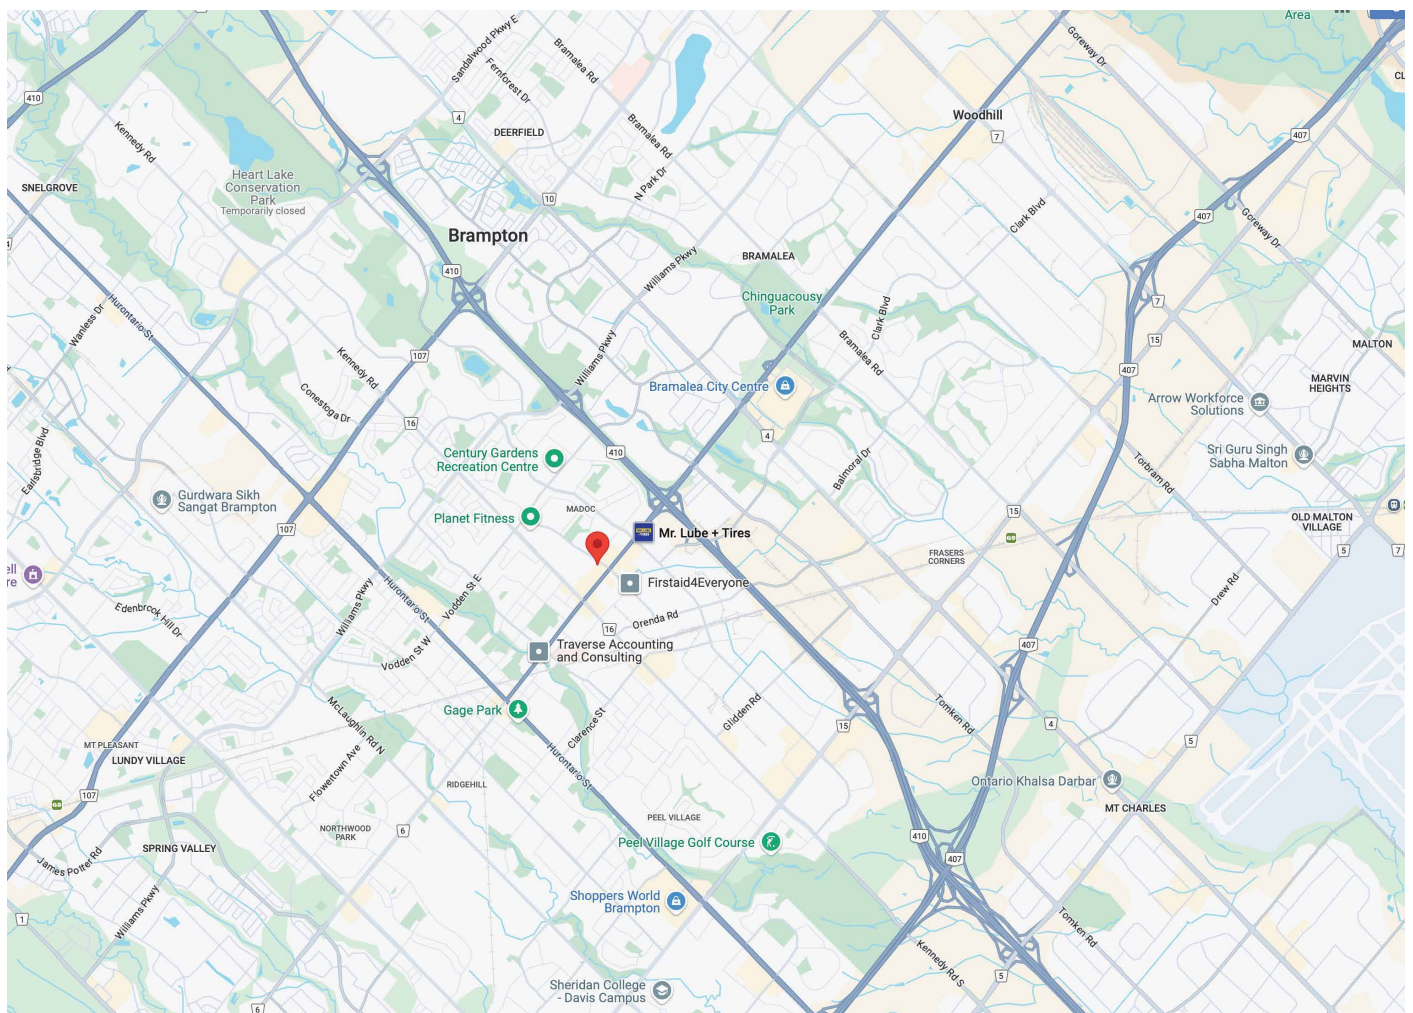 Area
Goreway Dr
Sandalwood Pkwy E
Bramalea Rd
Fernforest Dr
410
Kennedy Rd
4
DEERFIELD
Bramalea Rd
Woodhill
7
407
SNELGROVE
Heart Lake
Conservation
Park
Temporarily closed
N Park Dr
10
Clark Blvd
407
Goreway Dr
Brampton
410
Williams Pkwy
BRAMALEA
Chinguacousy
Park
7
Hurontario St
Wanless Dr
Williams Pkwy
Clark Blvd
Bramalea Rd
15
MALTON
Kennedy Rd
107
407
MARVIN
HEIGHTS
Conestoga Dr
Bramalea City Centre
Arrow Workforce
Solutions
16
4
Earlsbridge Blvd
Century Gardens
Recreation Centre
410
Balmoral Dr
Torbram Rd
Sri Guru Singh
Sabha Malton
Gurdwara Sikh
Sangat Brampton
Planet Fitness
MADOC
15
107
Mr. Lube + Tires
OLD MALTON
VILLAGE
GO
7
FRASERS
CORNERS
ell
re
Firstaid4Everyone
Hurontario St
Vodden St E
Williams Pkwy
Edenbrook Hill Dr
Drew Rd
Orenda Rd
16
Vodden St W
Traverse Accounting
and Consulting
407
Gage Park
McLaughlin Rd N
Clarence St
Glidden Rd
15
Tomken Rd
4
5
MT PLEASANT
LUNDY VILLAGE
Flowertown Ave
Hurontario St
RIDGEHILL
Ontario Khalsa Darbar
107
GO
MT CHARLES
NORTHWOOD
PARK
6
PEEL VILLAGE
Peel Village Golf Course
410
407
SPRING VALLEY
James Potter Rd
Shoppers World
Brampton
Williams Pkwy
1
Tomken Rd
Kennedy Rd S
5
Sheridan College
- Davis Campus
6